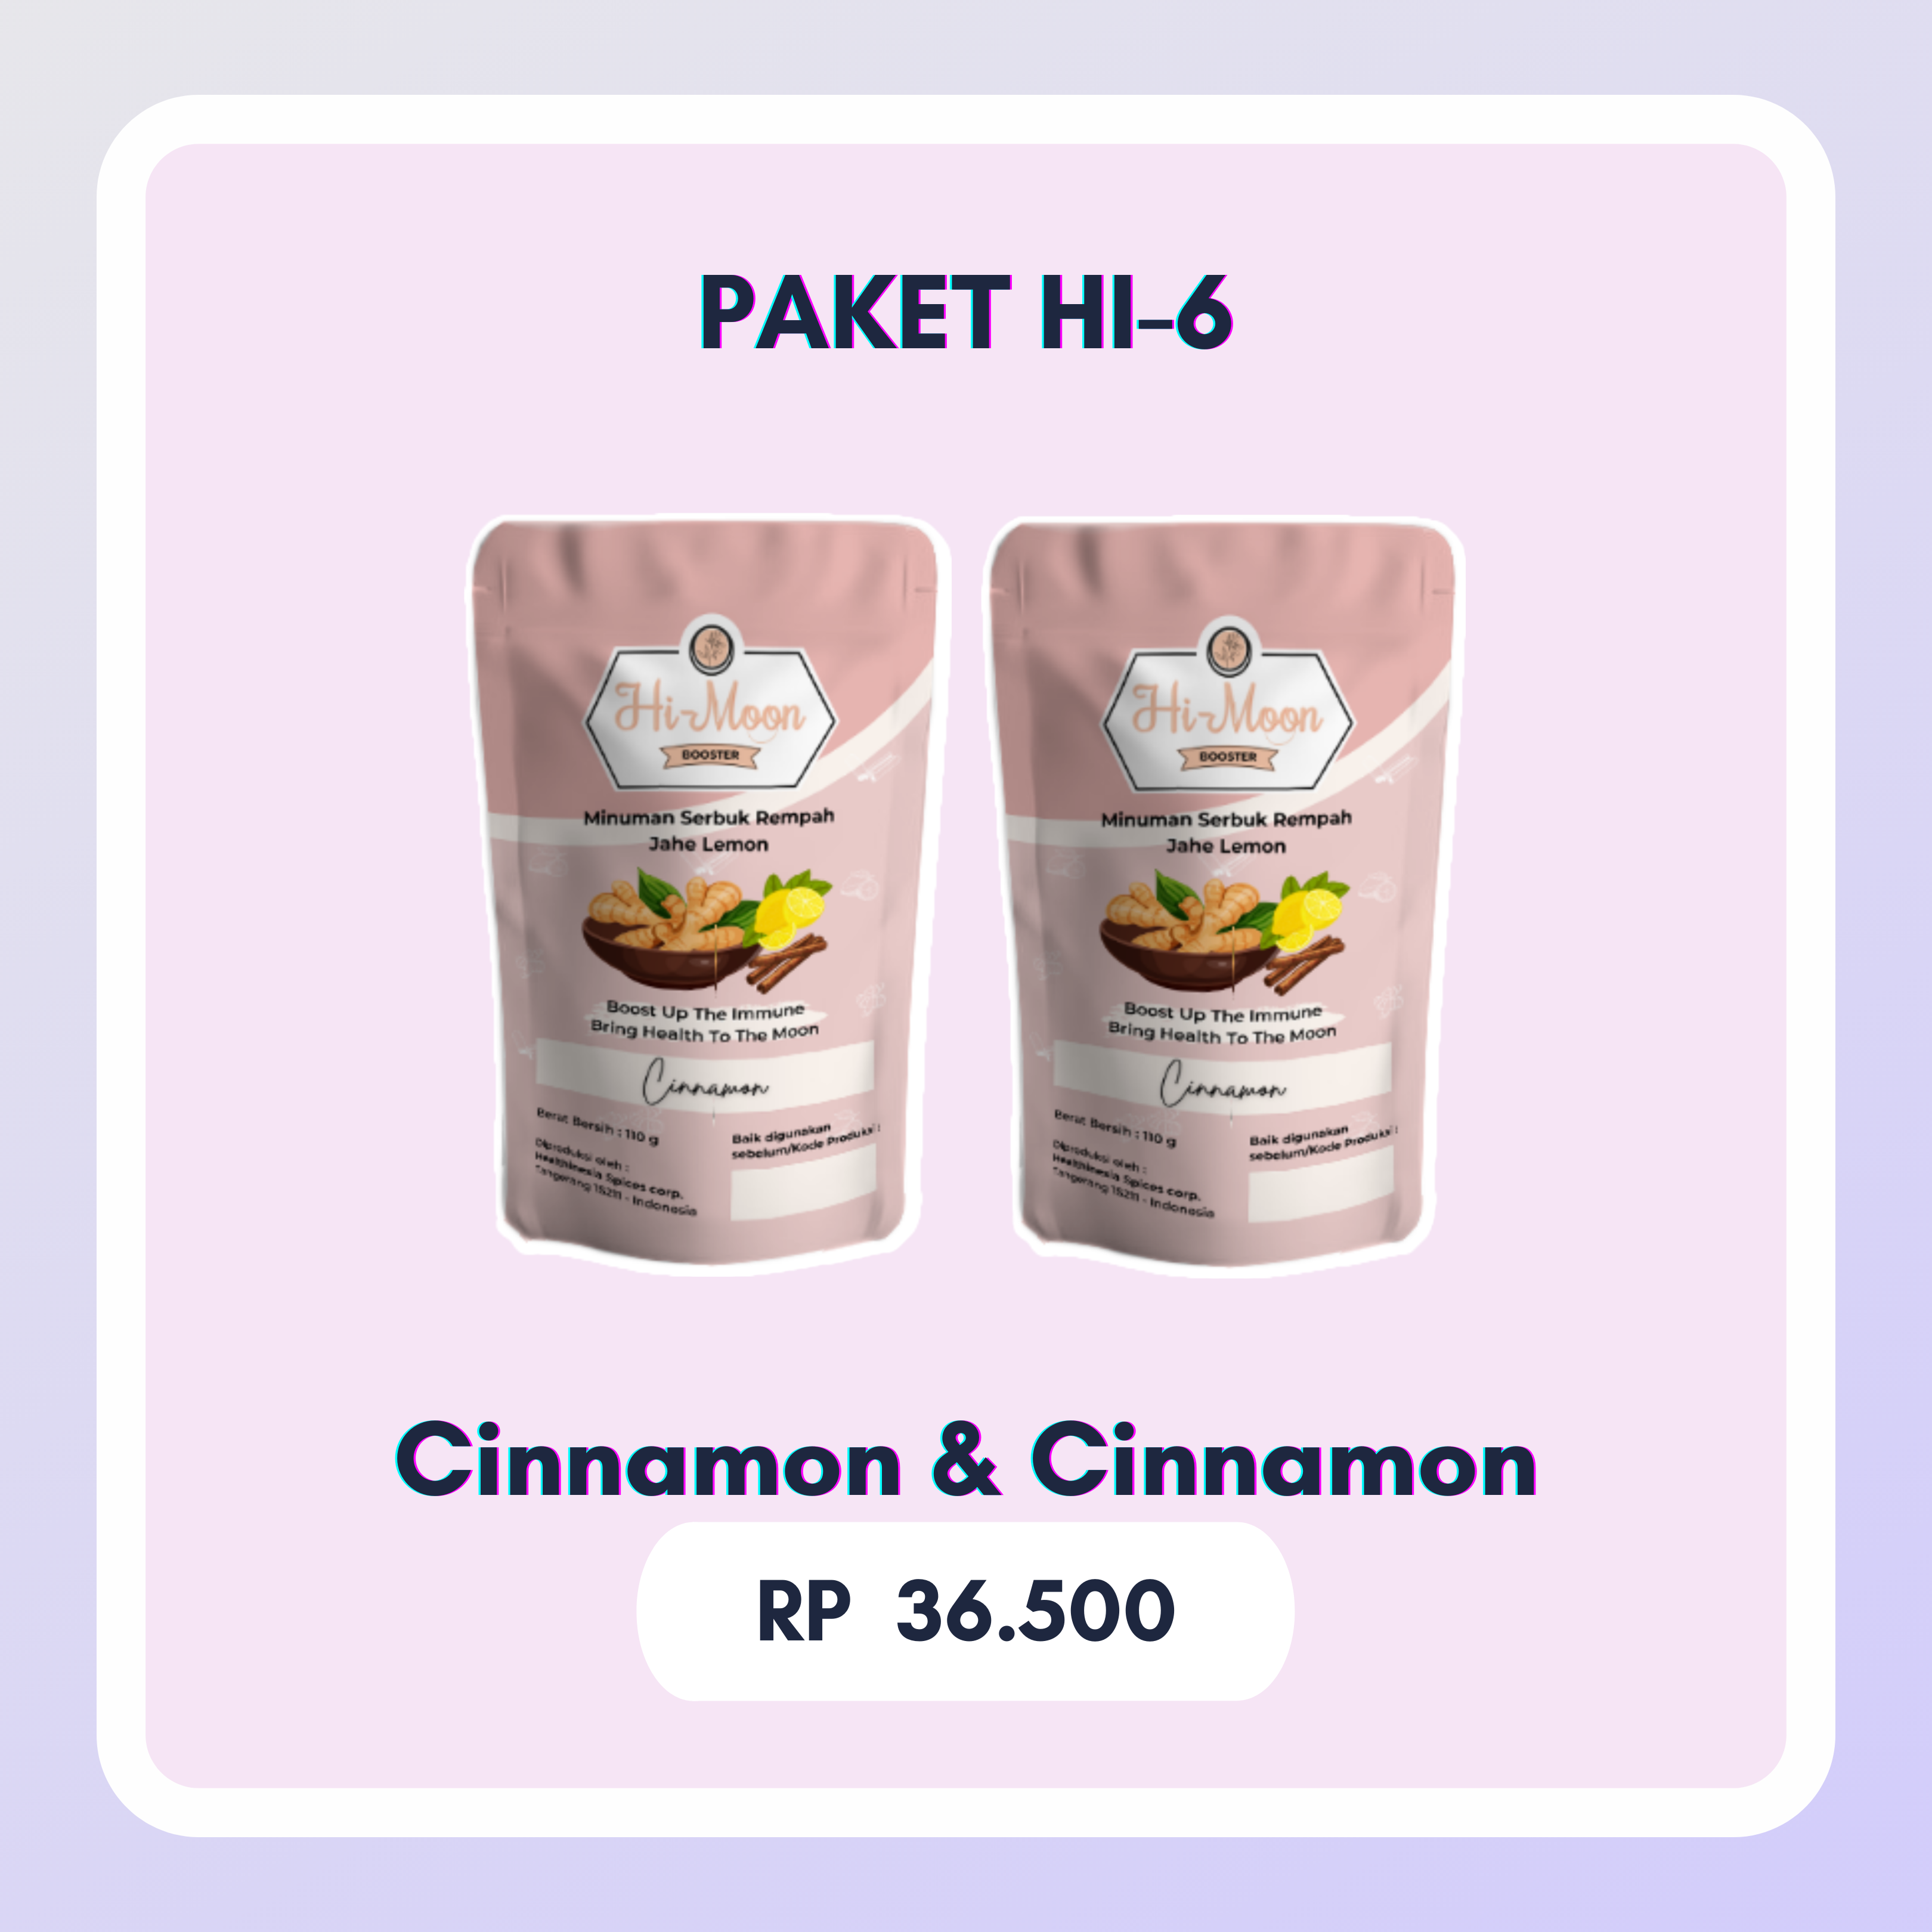 PAKET HI-6
Hi-Moon
BOOSTER
Minuman Serbuk Rempah
Jahe Lemon
Boost Up The Immune
Bring Health To The Moon
Cinnamon
Berat Bersih : 110 g
Diproduksi oleh :
Healthinesia Spices corp.
Tangerang 15211 - Indonesia
Baik digunakan
sebelum/Kode Produksi :
Hi-Moon
BOOSTER
Minuman Serbuk Rempah
Jahe Lemon
Boost Up The Immune
Bring Health To The Moon
Cinnamon
Berat Bersih : 110 g
Diproduksi oleh :
Healthinesia Spices corp.
Tangerang 15211 - Indonesia
Baik digunakan
sebelum/Kode Produksi :
Cinnamon & Cinnamon
RP 36.500